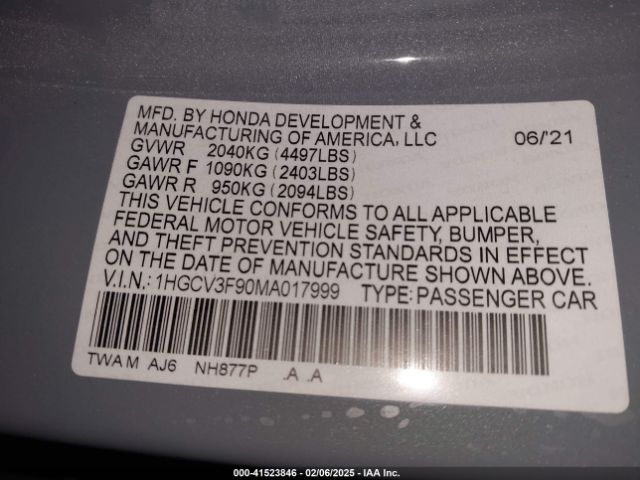 MFD. BY HONDA DEVELOPMENT &
MANUFACTURING OF AMERICA, LLC 06/'21
GVWR 2040KG (4497LBS)
GAWR F 1090KG (2403LBS)
GAWR R 950KG (2094LBS)
THIS VEHICLE CONFORMS TO ALL APPLICABLE
FEDERAL MOTOR VEHICLE SAFETY, BUMPER,
AND THEFT PREVENTION STANDARDS IN EFFECT
ON THE DATE OF MANUFACTURE SHOWN ABOVE.
V.I.N.: 1HGCV3F90MA017999 TYPE: PASSENGER CAR
TWA M AJ6 NH877P .A .A
000-41523846 - 02/06/2025 - IAA Inc.